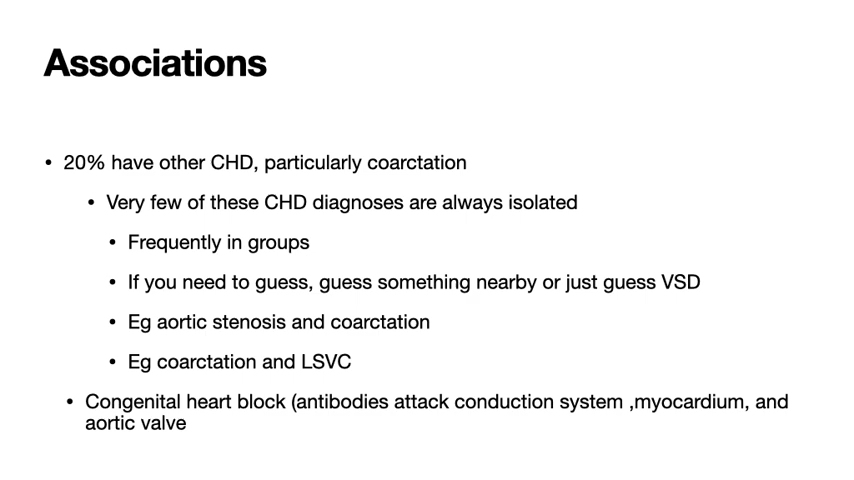 Associations
• 20% have other CHD, particularly coarctation
• Very few of these CHD diagnoses are always isolated
• Frequently in groups
• If you need to guess, guess something nearby or just guess VSD
• Eg aortic stenosis and coarctation
• Eg coarctation and LSVC
• Congenital heart block (antibodies attack conduction system ,myocardium, and
aortic valve